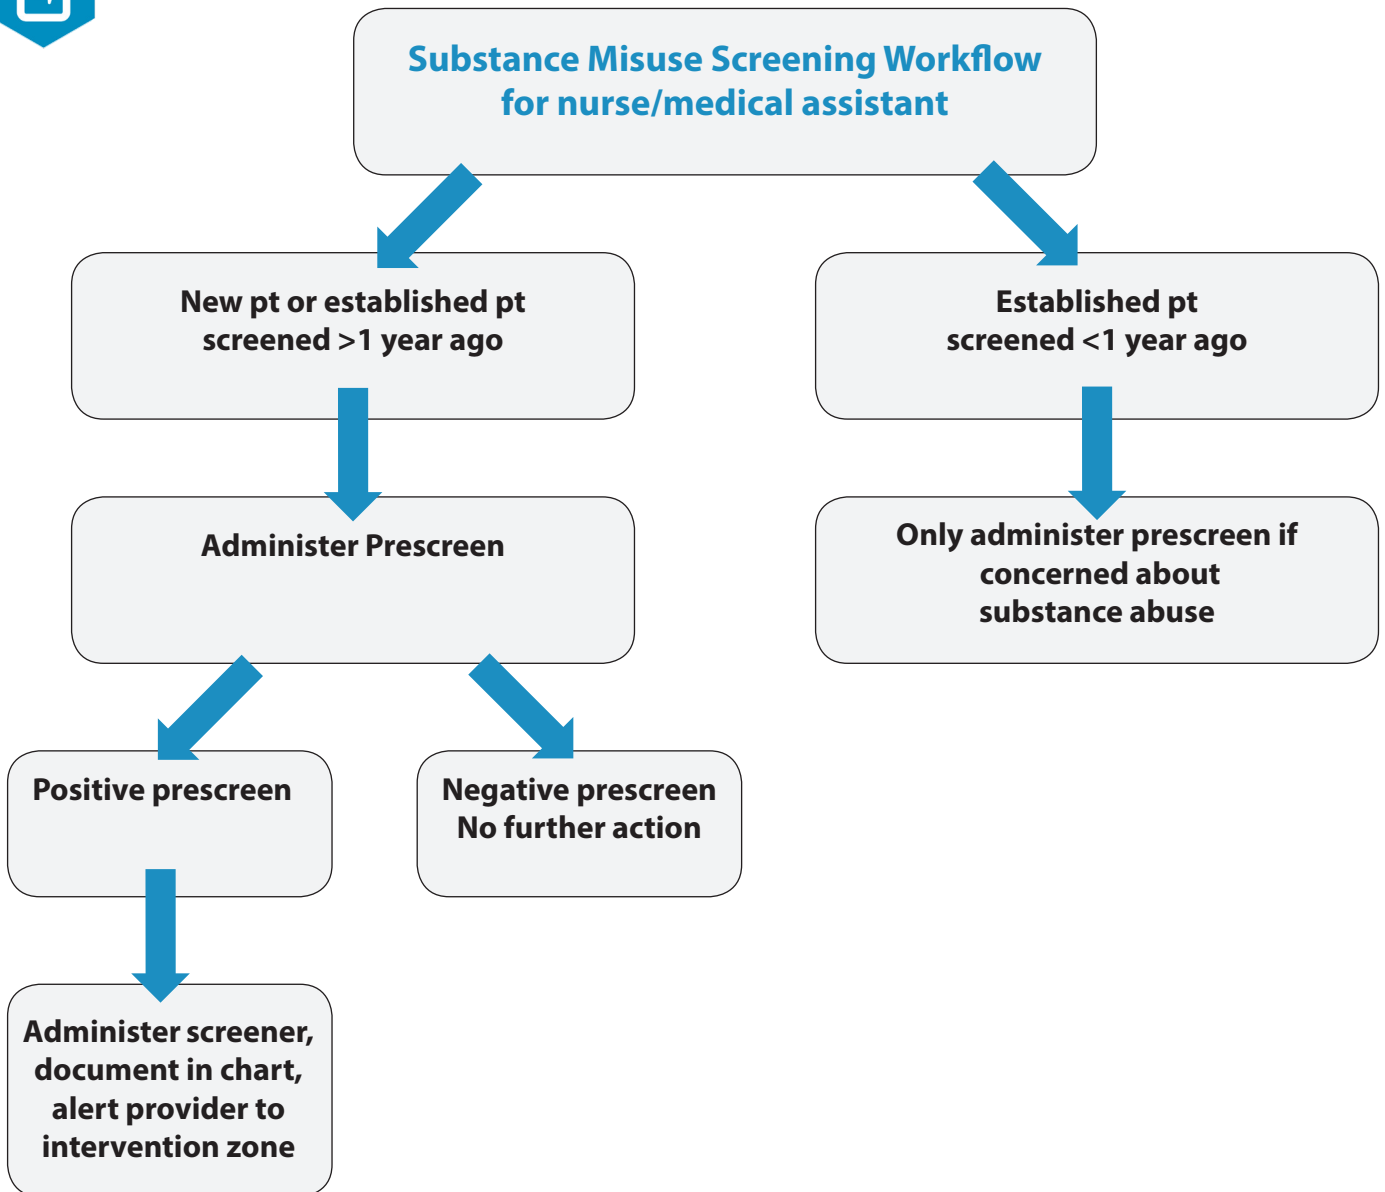 Substance Misuse Screening Workflow
for nurse/medical assistant
New pt or established pt
screened >1 year ago
Established pt
screened <1 year ago
Administer Prescreen
Only administer prescreen if
concerned about
substance abuse
Positive prescreen
Negative prescreen
No further action
Administer screener,
document in chart,
alert provider to
intervention zone